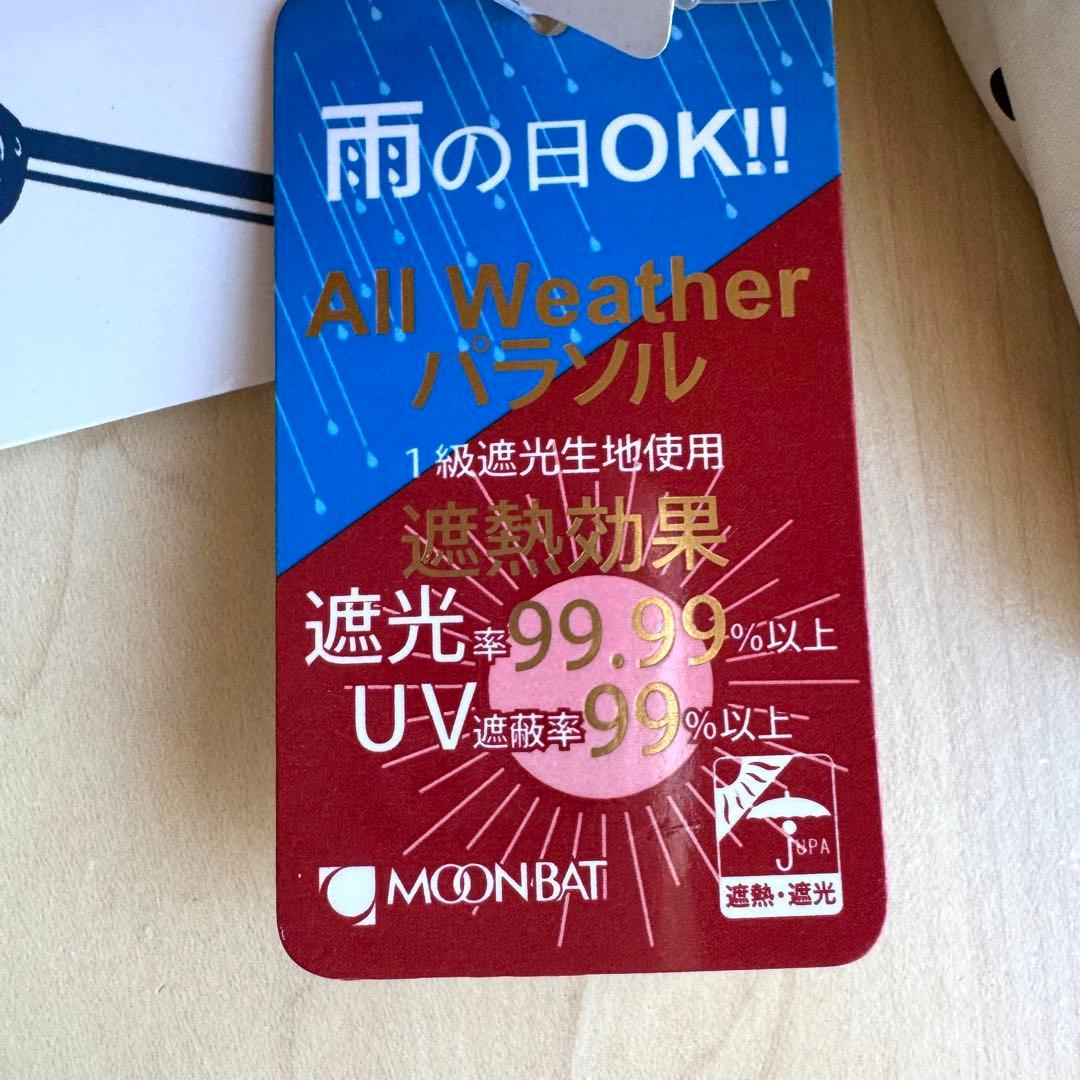 雨の日OK!!
All Weather
パラソル
1級遮光生地使用
遮熱効果
遮光率99.99%以上
UV遮蔽率99%以上
MOONBAT
JUPA
遮熱・遮光